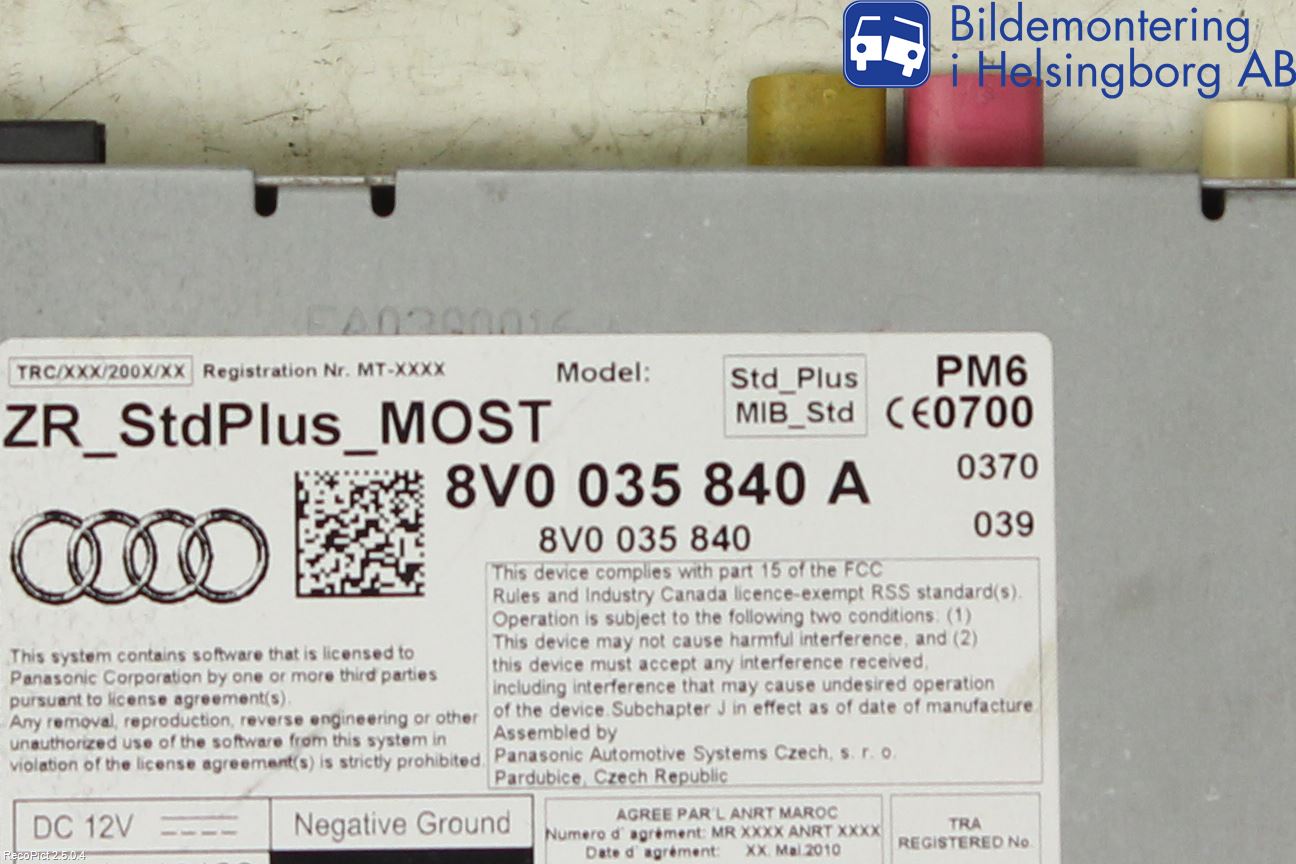 Bildemontering
i Helsingborg AB
TRC/XXX/200X/XX Registration Nr. MT-XXXX
Model:
Std_Plus
MIB_Std
PM6
CE0700
ZR_StdPlus_MOST
8V0 035 840 A
0370
8V0 035 840
039
This device complies with part 15 of the FCC
Rules and Industry Canada licence-exempt RSS standard(s).
Operation is subject to the following two conditions: (1)
This device may not cause harmful interference, and (2)
this device must accept any interference received,
including interference that may cause undesired operation
of the device.Subchapter J in effect as of date of manufacture
Assembled by
Panasonic Automotive Systems Czech, s. r. o.
Pardubice, Czech Republic
This system contains software that is licensed to
Panasonic Corporation by one or more third parties
pursuant to license agreement(s).
Any removal, reproduction, reverse engineering or other
unauthorized use of the software from this system in
violation of the license agreement(s) is strictly prohibited.
DC 12V
Negative Ground
AGREE PAR'L ANRT MAROC
Numero d'agrément: MR XXXX ANRT XXXX
Date d'agrément: XX. Mai.2010
TRA
REGISTERED No.
RecoPict 2.5.0.4